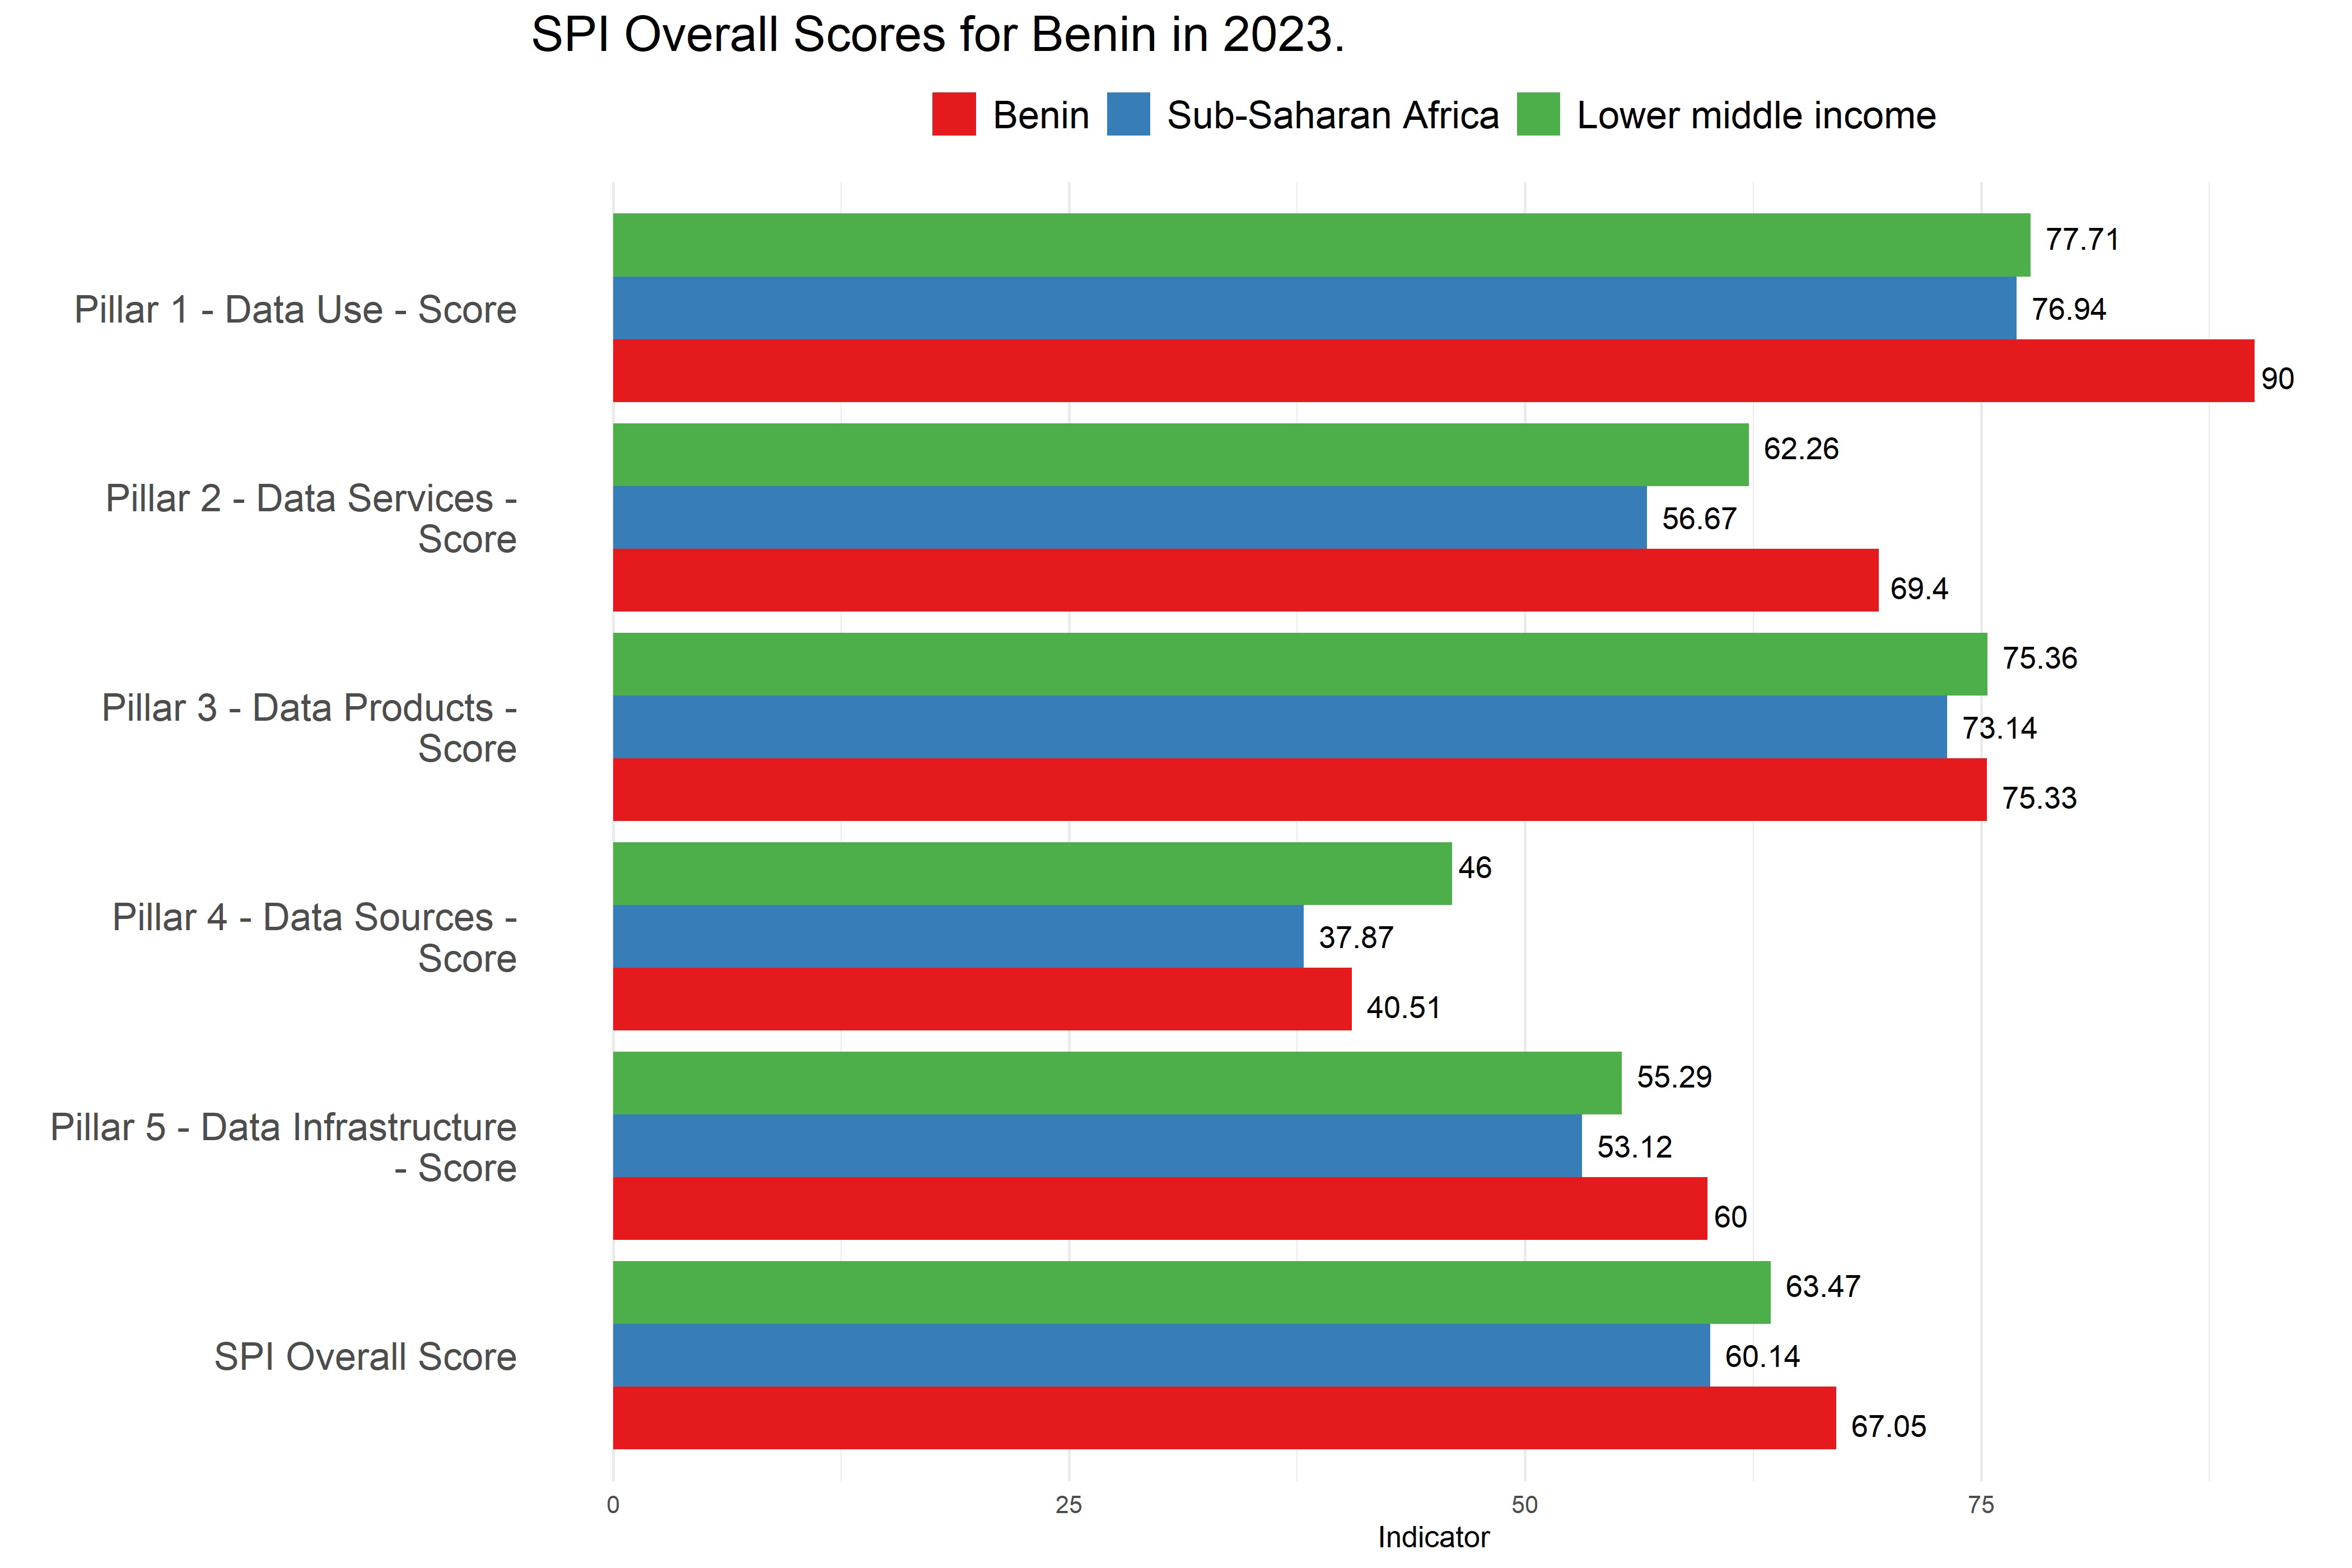 SPI Overall Scores for Benin in 2023.
Benin
Sub-Saharan Africa
Lower middle income
Pillar 1 - Data Use - Score
77.71
76.94
90
Pillar 2 - Data Services -
Score
62.26
56.67
69.4
Pillar 3 - Data Products -
Score
75.36
73.14
75.33
Pillar 4 - Data Sources -
Score
46
37.87
40.51
Pillar 5 - Data Infrastructure
- Score
55.29
53.12
60
SPI Overall Score
63.47
60.14
67.05
0
25
50
75
Indicator